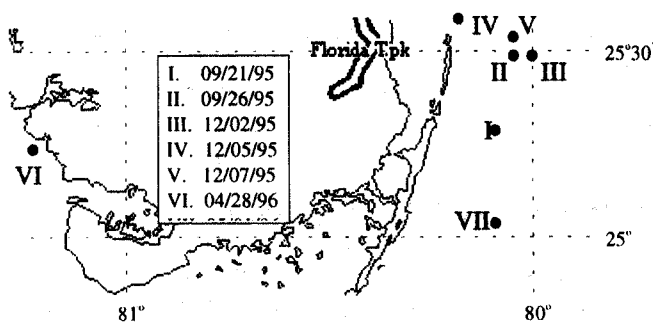 IV V
Florida Tpk
25°30
II III
I. 09/21/95
II. 09/26/95
III. 12/02/95
IV. 12/05/95
V. 12/07/95
VI. 04/28/96
I
VI
VII
25°
81°
80°